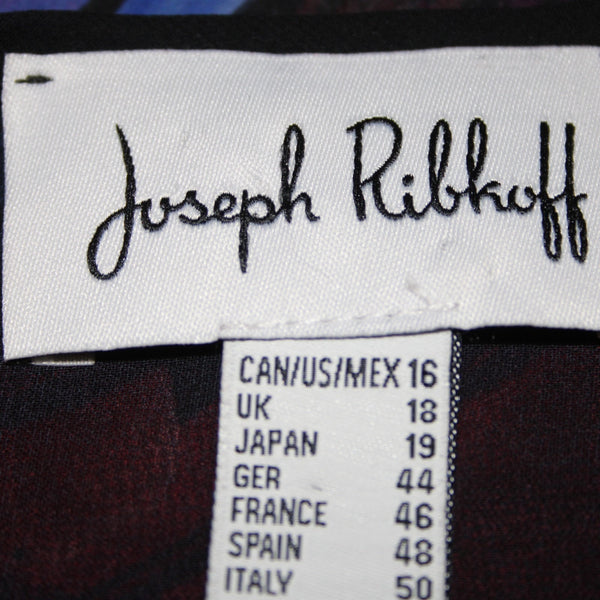 Joseph Ribkoff
CAN/US/MEX 16
UK 18
JAPAN 19
GER 44
FRANCE 46
SPAIN 48
ITALY 50